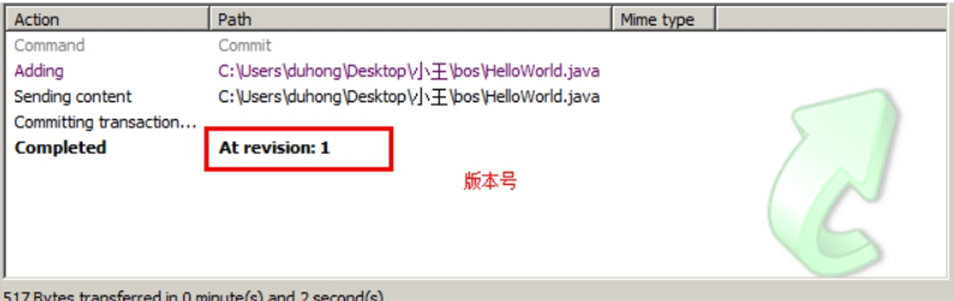 Action Path Mime type
Command Commit
Adding C:\Users\duhong\Desktop\小王\bos\HelloWorld.java
Sending content C:\Users\duhong\Desktop\小王\bos\HelloWorld.java
Committing transaction...
Completed At revision: 1
版本号
517 Bytes transferred in 0 minute(s) and 2 second(s)